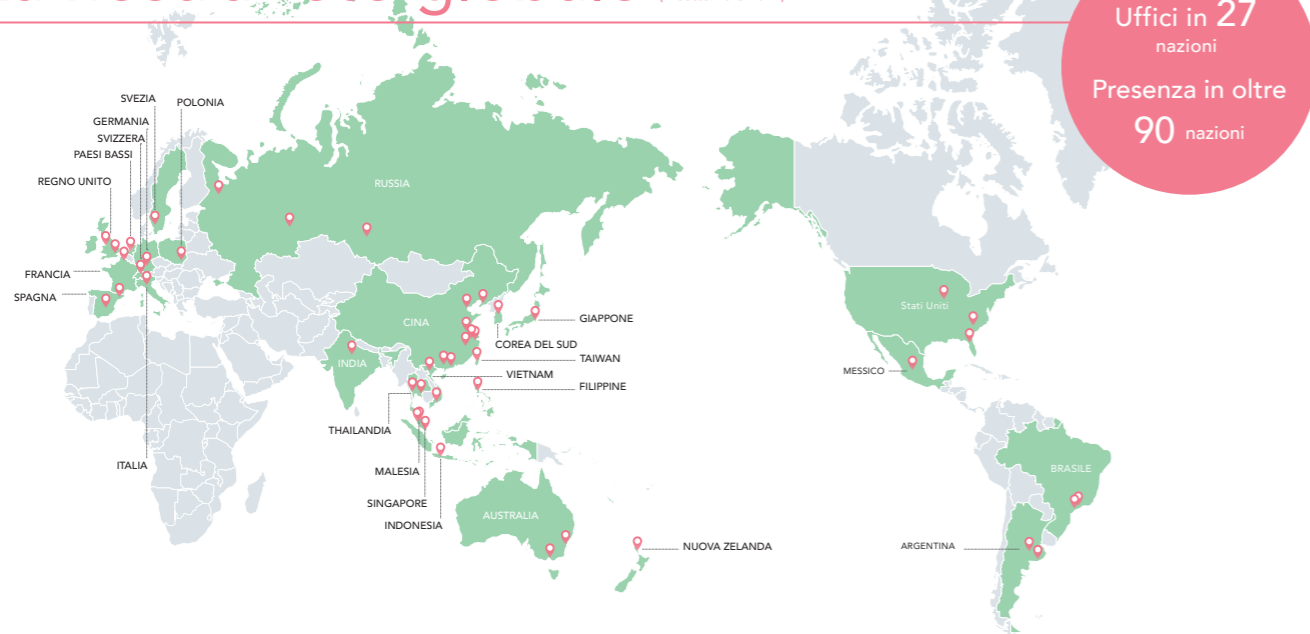 Uffici in 27
nazioni
Presenza in oltre
90 nazioni
SVEZIA
POLONIA
GERMANIA
SVIZZERA
PAESI BASSI
REGNO UNITO
RUSSIA
FRANCIA
SPAGNA
CINA
GIAPPONE
COREA DEL SUD
INDIA
TAIWAN
VIETNAM
FILIPPINE
THAILANDIA
ITALIA
MALESIA
SINGAPORE
INDONESIA
AUSTRALIA
NUOVA ZELANDA
Stati Uniti
MESSICO
BRASILE
ARGENTINA